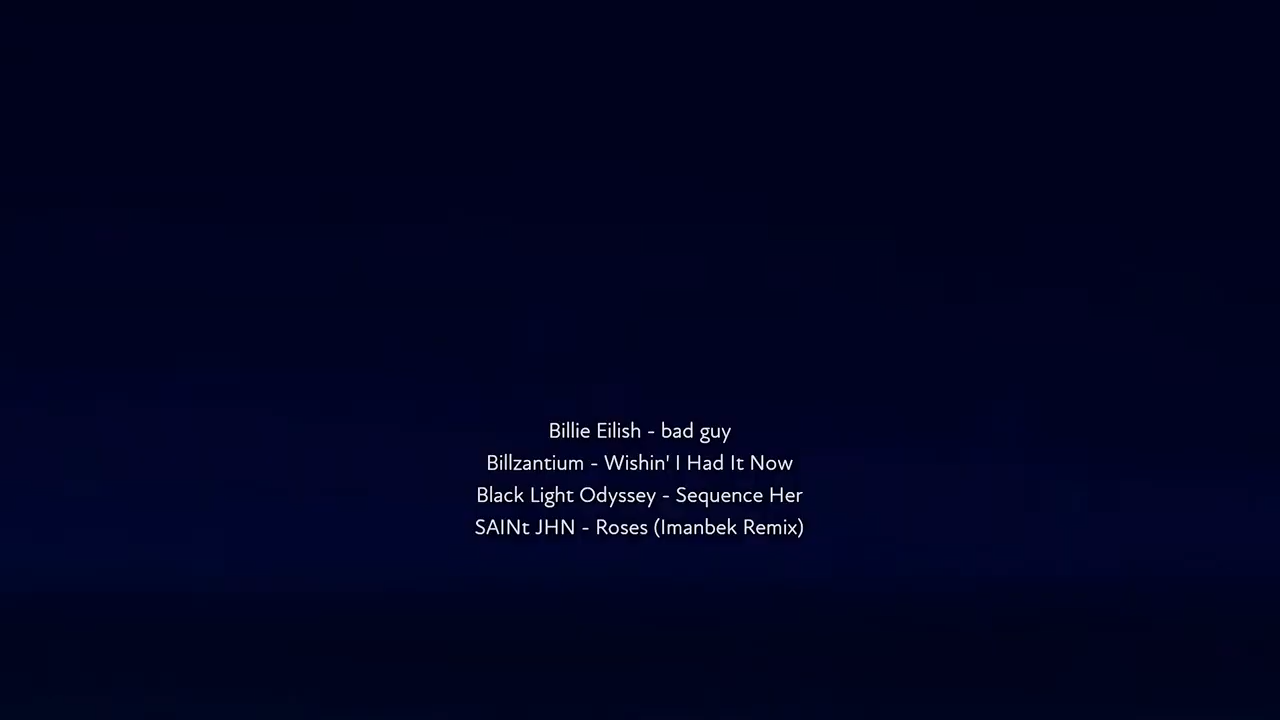 Billie Eilish - bad guy
Billzantium - Wishin' I Had It Now
Black Light Odyssey - Sequence Her
SAINt JHN - Roses (Imanbek Remix)